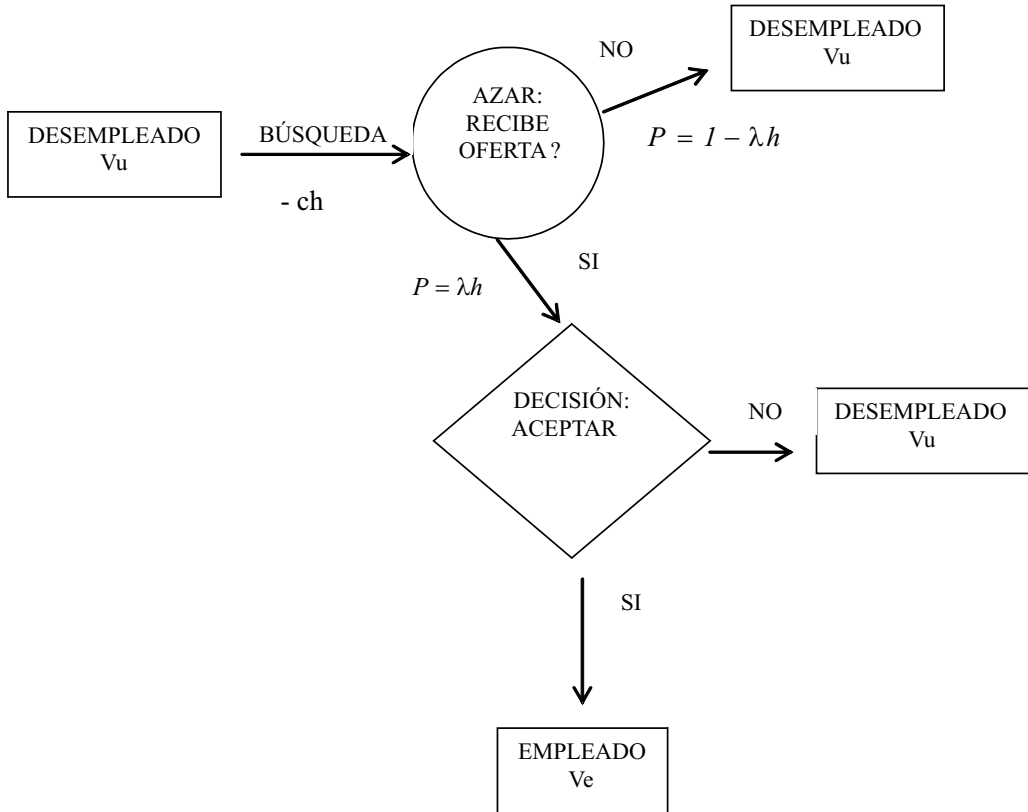 DESEMPLEADO
Vu
BÚSQUEDA
- ch
AZAR:
RECIBE
OFERTA ?
NO
P = 1 − λh
DESEMPLEADO
Vu
SI
P = λh
DECISIÓN:
ACEPTAR
NO
DESEMPLEADO
Vu
SI
EMPLEADO
Ve